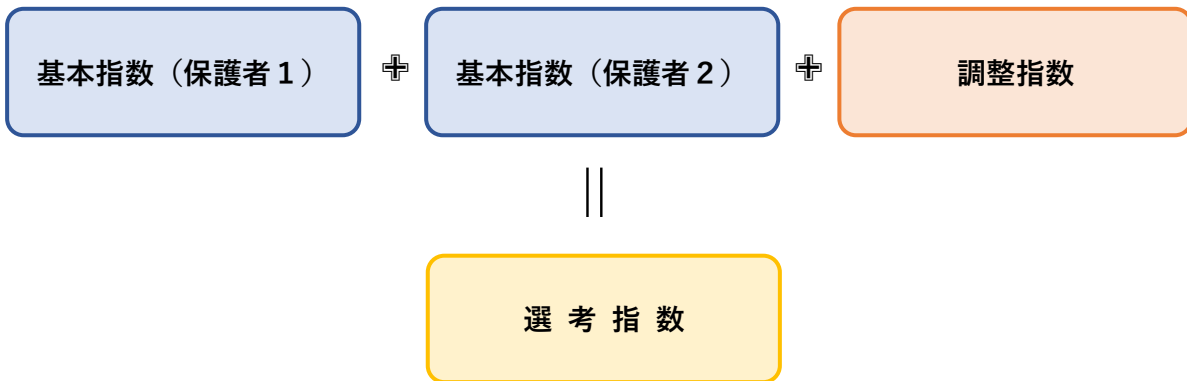 基本指数（保護者１） ✙ 基本指数（保護者２） ✙ 調整指数
||
選 考 指 数